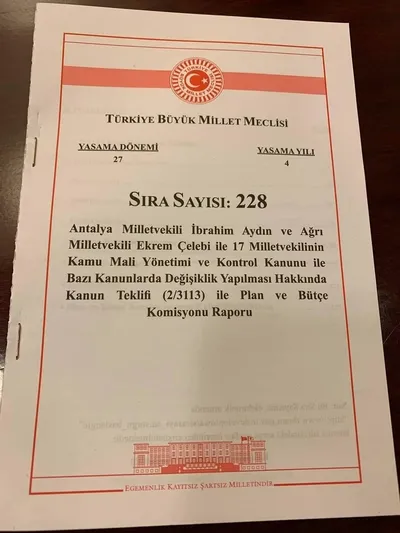 TÜRKİYE BÜYÜK MİLLET MECLİSİ
YASAMA DÖNEMİ
27
YASAMA YILI
4
SIRA SAYISI: 228
Antalya Milletvekili İbrahim Aydın ve Ağrı
Milletvekili Ekrem Çelebi ile 17 Milletvekilinin
Kamu Mali Yönetimi ve Kontrol Kanunu ile
Bazı Kanunlarda Değişiklik Yapılması Hakkında
Kanun Teklifi (2/3113) ile Plan ve Bütçe
Komisyonu Raporu
EGEMENLİK KAYITSIZ ŞARTSIZ MİLLETİNDİR